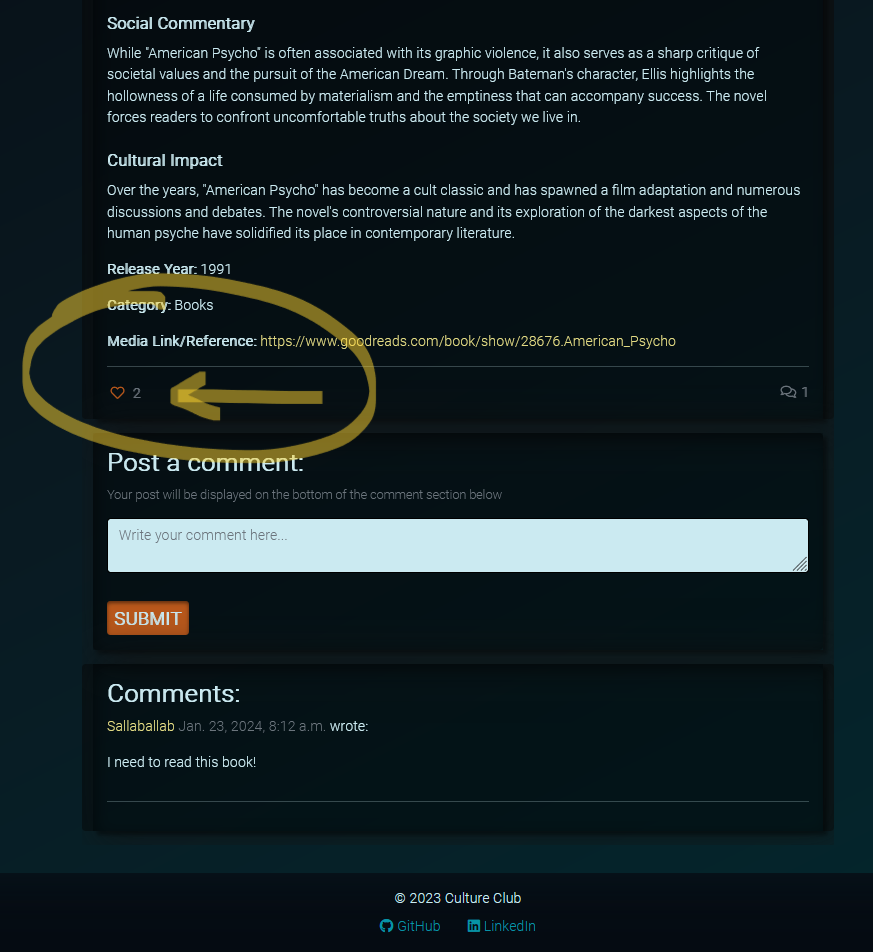 Social Commentary
While "American Psycho" is often associated with its graphic violence, it also serves as a sharp critique of
societal values and the pursuit of the American Dream. Through Bateman's character, Ellis highlights the
hollowness of a life consumed by materialism and the emptiness that can accompany success. The novel
forces readers to confront uncomfortable truths about the society we live in.
Cultural Impact
Over the years, "American Psycho" has become a cult classic and has spawned a film adaptation and numerous
discussions and debates. The novel's controversial nature and its exploration of the darkest aspects of the
human psyche have solidified its place in contemporary literature.
Release Year: 1991
Category: Books
Media Link/Reference: https://www.goodreads.com/book/show/28676.American_Psycho
2 1
Post a comment:
Your post will be displayed on the bottom of the comment section below
Write your comment here...
SUBMIT
Comments:
Sallaballab Jan. 23, 2024, 8:12 a.m. wrote:
I need to read this book!
© 2023 Culture Club
GitHub LinkedIn